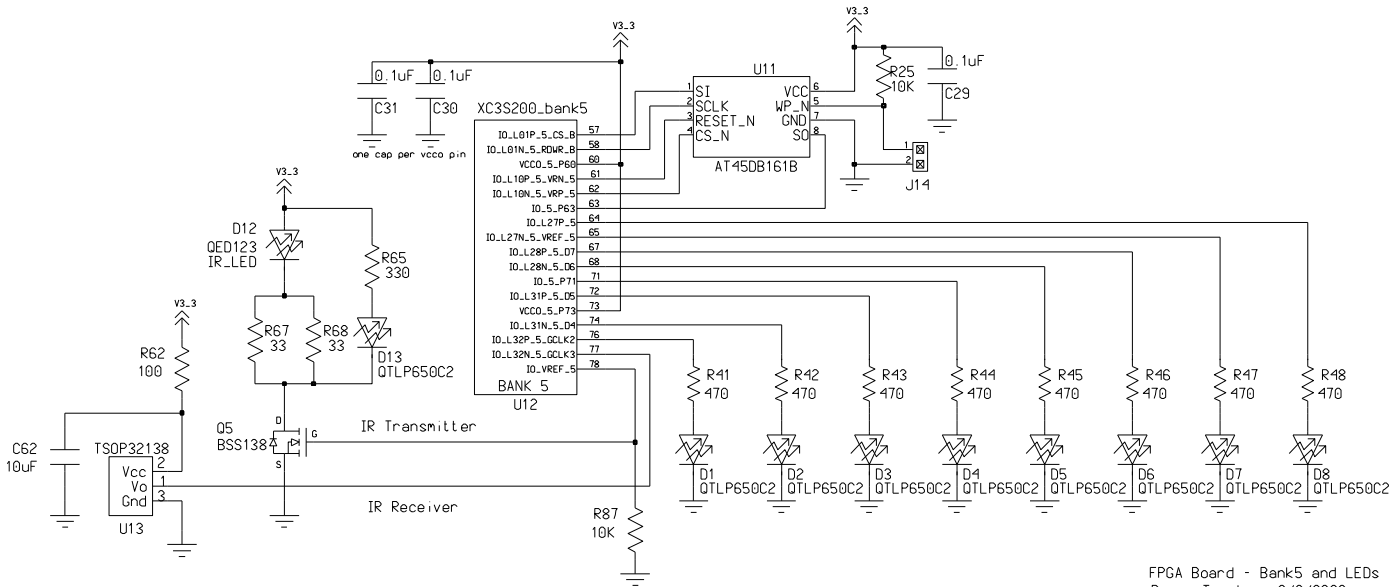 V3_3
V3_3
0.1uF
C31
0.1uF
C30
one cap per vcco pin
XC3S200_bank5
IO_L01P_5_CS_B 57
IO_L01N_5_RDWR_B 58
VCCO_5_P60 60
IO_L10P_5_VRN_5 61
IO_L10N_5_VRP_5 62
IO_5_P63 63
IO_L27P_5 64
IO_L27N_5_VREF_5 65
IO_L28P_5_D7 67
IO_L28N_5_D6 68
IO_5_P71 71
IO_L31P_5_D5 72
VCCO_5_P73 73
IO_L31N_5_D4 74
IO_L32P_5_GCLK2 76
IO_L32N_5_GCLK3 77
IO_VREF_5 78
BANK 5
U12
U11
1 SI VCC 6
2 SCLK WP_N 5
3 RESET_N GND 7
4 CS_N SO 8
AT45DB161B
R25
10K
0.1uF
C29
1
2
J14
V3_3
D12
QED123
IR_LED
R65
330
R67
33
R68
33
D13
QTLP650C2
V3_3
R62
100
C62
10uF
TSOP32138
Vcc 2
Vo 1
Gnd 3
U13
Q5
BSS138
D
G
S
IR Transmitter
IR Receiver
R87
10K
R41
470
R42
470
R43
470
R44
470
R45
470
R46
470
R47
470
R48
470
D1
QTLP650C2
D2
QTLP650C2
D3
QTLP650C2
D4
QTLP650C2
D5
QTLP650C2
D6
QTLP650C2
D7
QTLP650C2
D8
QTLP650C2
FPGA Board - Bank5 and LEDs